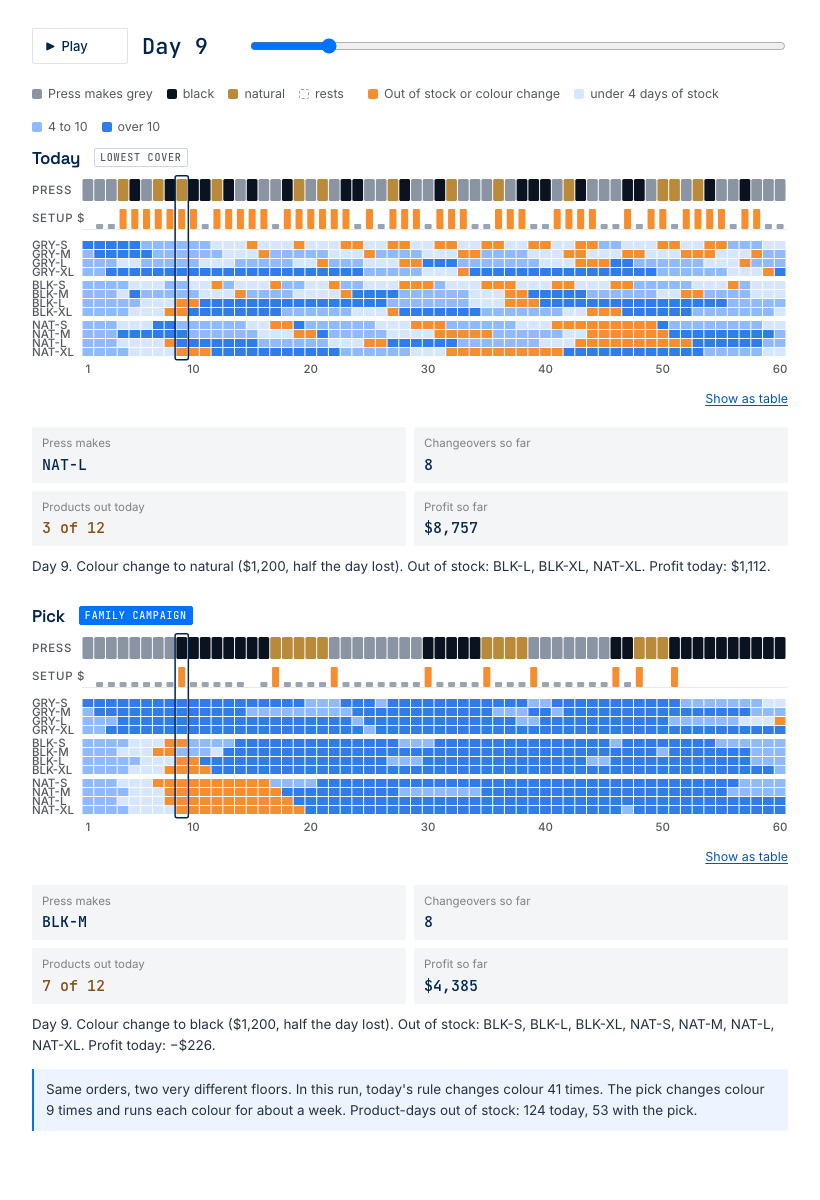 Play
Day 9
Press makes grey black natural rests Out of stock or colour change under 4 days of stock
4 to 10 over 10
Today LOWEST COVER
PRESS
SETUP $
GRY-S
GRY-M
GRY-L
GRY-XL
BLK-S
BLK-M
BLK-L
BLK-XL
NAT-S
NAT-M
NAT-L
NAT-XL
1 10 20 30 40 50 60
Show as table
Press makes
NAT-L
Changeovers so far
8
Products out today
3 of 12
Profit so far
$8,757
Day 9. Colour change to natural ($1,200, half the day lost). Out of stock: BLK-L, BLK-XL, NAT-XL. Profit today: $1,112.
Pick FAMILY CAMPAIGN
PRESS
SETUP $
GRY-S
GRY-M
GRY-L
GRY-XL
BLK-S
BLK-M
BLK-L
BLK-XL
NAT-S
NAT-M
NAT-L
NAT-XL
1 10 20 30 40 50 60
Show as table
Press makes
BLK-M
Changeovers so far
8
Products out today
7 of 12
Profit so far
$4,385
Day 9. Colour change to black ($1,200, half the day lost). Out of stock: BLK-S, BLK-L, BLK-XL, NAT-S, NAT-M, NAT-L,
NAT-XL. Profit today: −$226.
Same orders, two very different floors. In this run, today's rule changes colour 41 times. The pick changes colour
9 times and runs each colour for about a week. Product-days out of stock: 124 today, 53 with the pick.